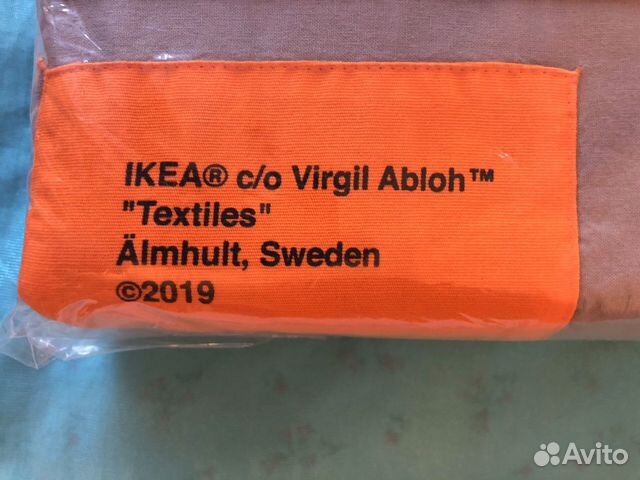 IKEA® c/o Virgil Abloh™
"Textiles"
Älmhult, Sweden
©2019
Avito